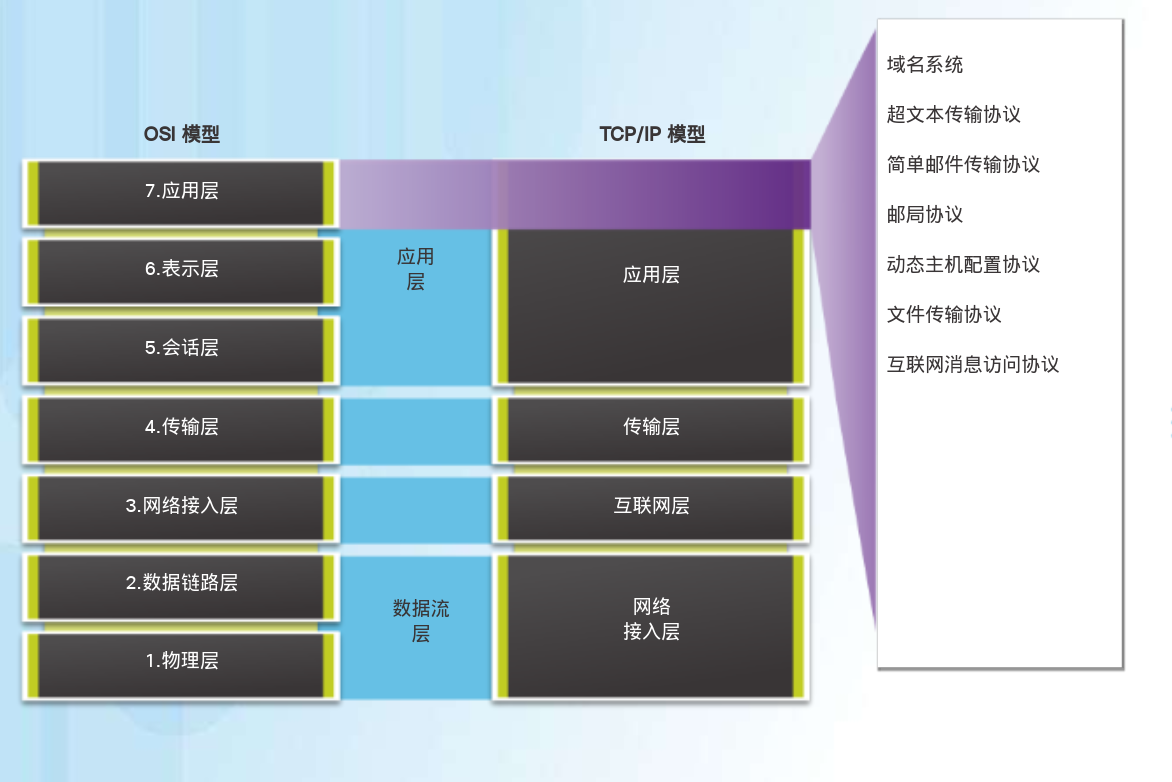 OSI 模型
TCP/IP 模型
7.应用层
6.表示层
5.会话层
4.传输层
3.网络接入层
2.数据链路层
1.物理层
应用
层
数据流
层
应用层
传输层
互联网层
网络
接入层
域名系统
超文本传输协议
简单邮件传输协议
邮局协议
动态主机配置协议
文件传输协议
互联网消息访问协议